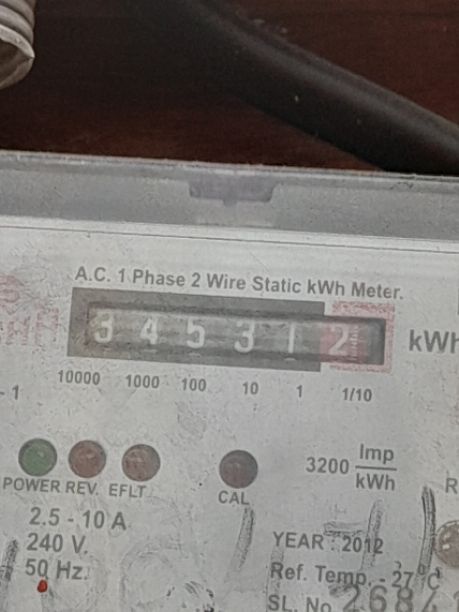 A.C. 1 Phase 2 Wire Static kWh Meter.
3 4 5 3 1 2 kWh
10000 1000 100 10 1 1/10
- 1
3200 Imp
kWh
POWER REV. EFLT CAL
2.5 - 10 A
240 V.
50 Hz.
YEAR : 2012
Ref. Temp. - 27°C
SL. No.